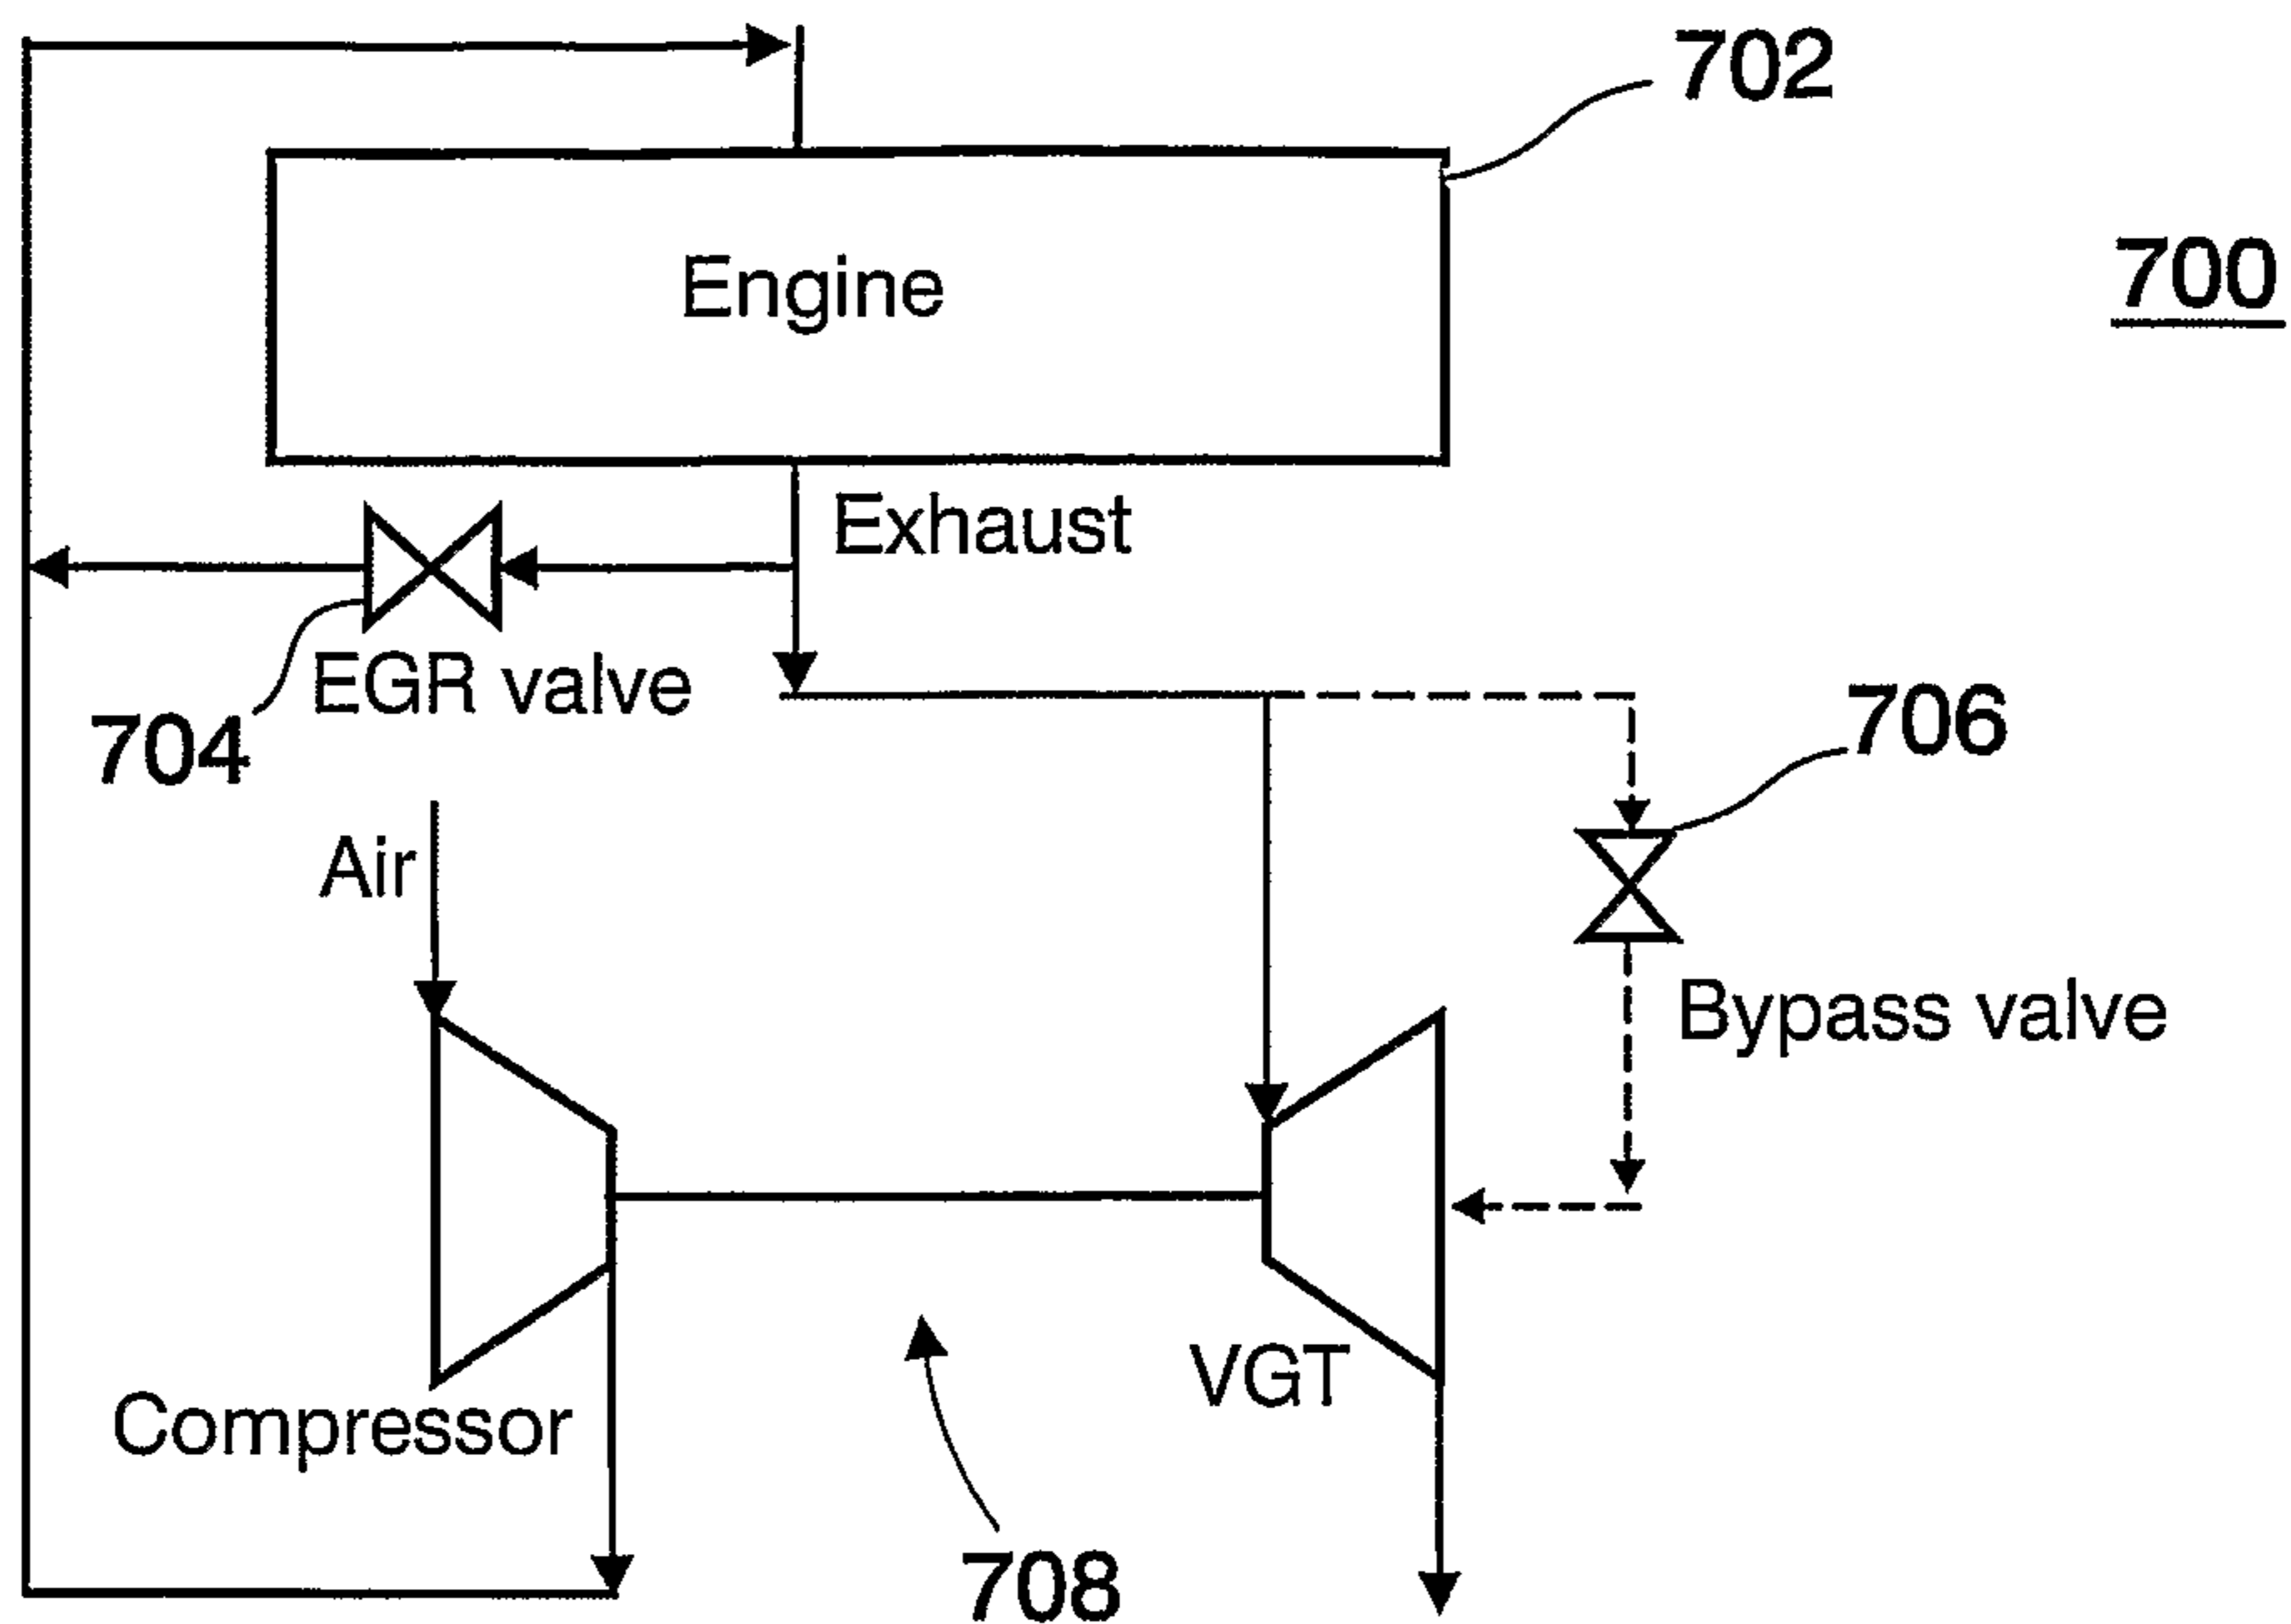 702
700
Engine
Exhaust
EGR valve
704
706
Air
Bypass valve
VGT
Compressor
708